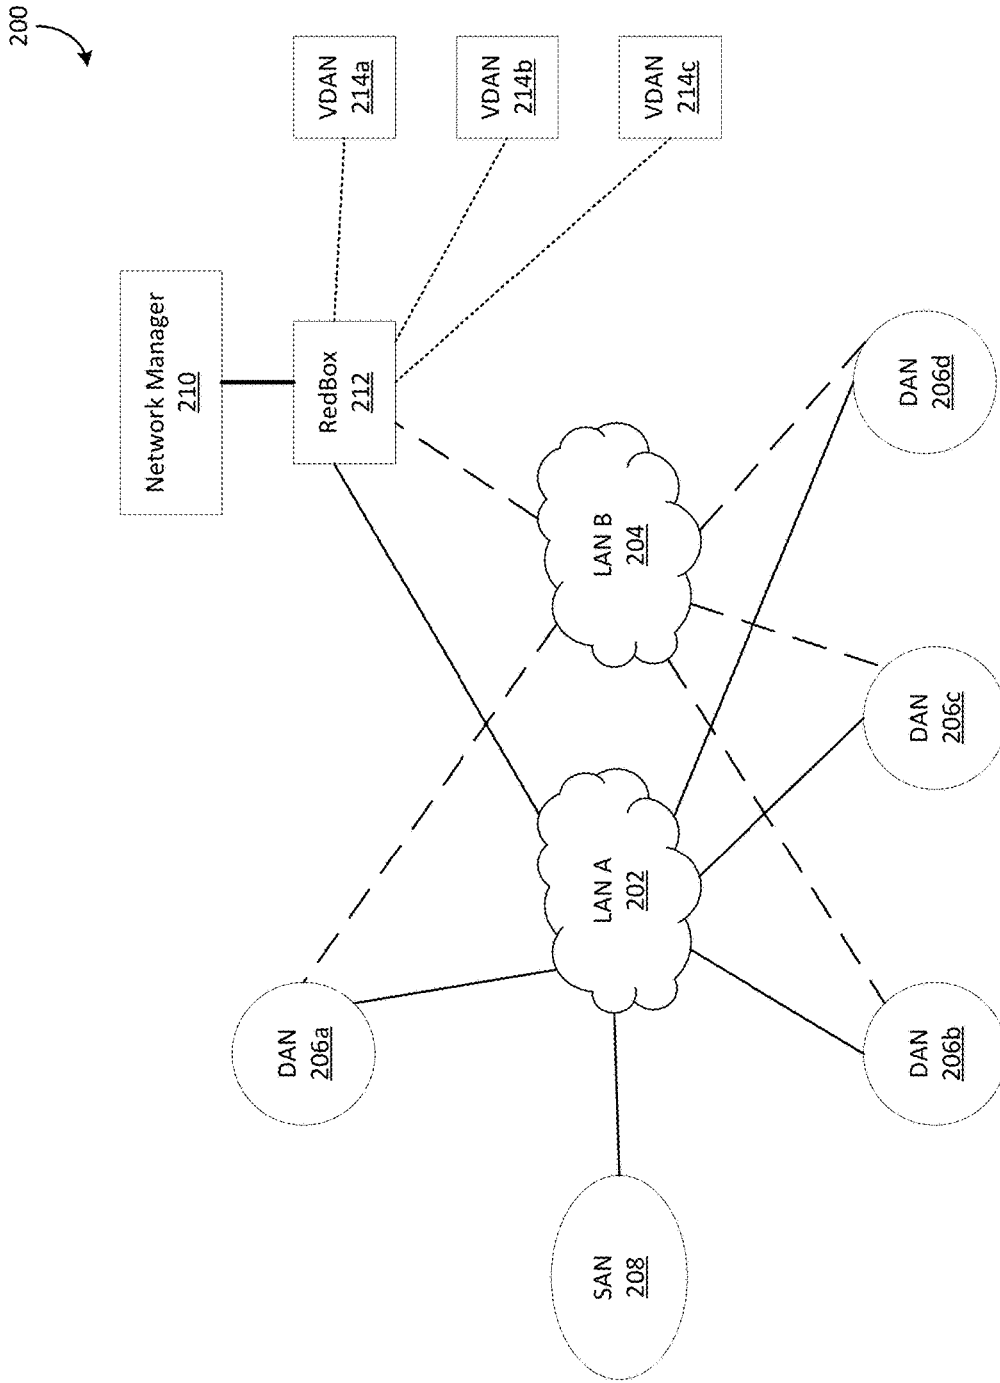 200
Network Manager
210
RedBox
212
VDAN
214a
VDAN
214b
VDAN
214c
DAN
206a
LAN B
204
LAN A
202
SAN
208
DAN
206b
DAN
206c
DAN
206d